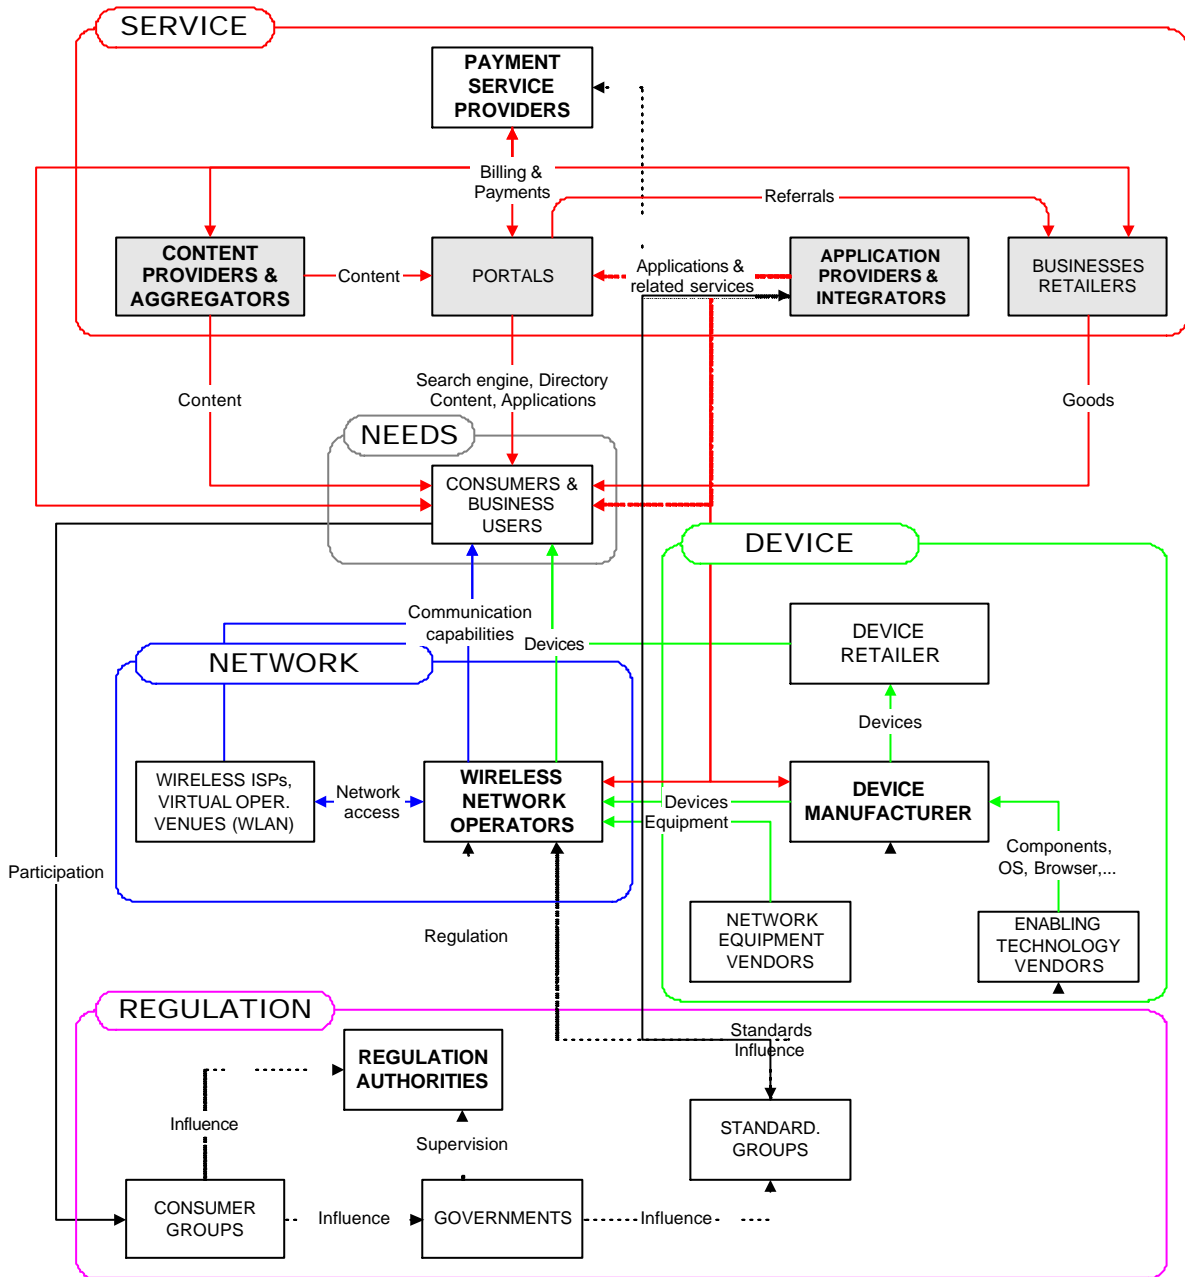 SERVICE
PAYMENT
SERVICE
PROVIDERS
Billing &
Payments
Referrals
CONTENT
PROVIDERS &
AGGREGATORS
Content
PORTALS
Applications &
related services
APPLICATION
PROVIDERS &
INTEGRATORS
BUSINESSES
RETAILERS
Content
Search engine, Directory
Content, Applications
Goods
NEEDS
CONSUMERS &
BUSINESS
USERS
DEVICE
Communication
capabilities
Devices
DEVICE
RETAILER
NETWORK
Devices
WIRELESS ISPs,
VIRTUAL OPER.
VENUES (WLAN)
Network
access
WIRELESS
NETWORK
OPERATORS
Devices
Equipment
DEVICE
MANUFACTURER
Components,
OS, Browser,...
Participation
Regulation
NETWORK
EQUIPMENT
VENDORS
ENABLING
TECHNOLOGY
VENDORS
REGULATION
Standards
Influence
REGULATION
AUTHORITIES
Influence
Supervision
STANDARD.
GROUPS
CONSUMER
GROUPS
Influence
GOVERNMENTS
Influence